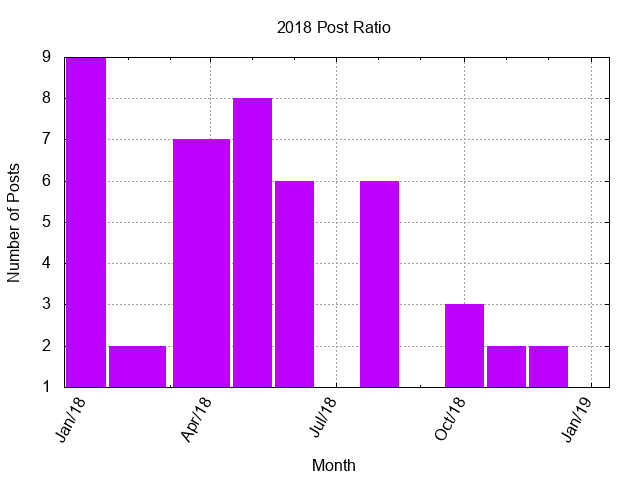 2018 Post Ratio
9
8
7
6
5
4
3
2
1
Number of Posts
Jan/18
Apr/18
Jul/18
Oct/18
Jan/19
Month